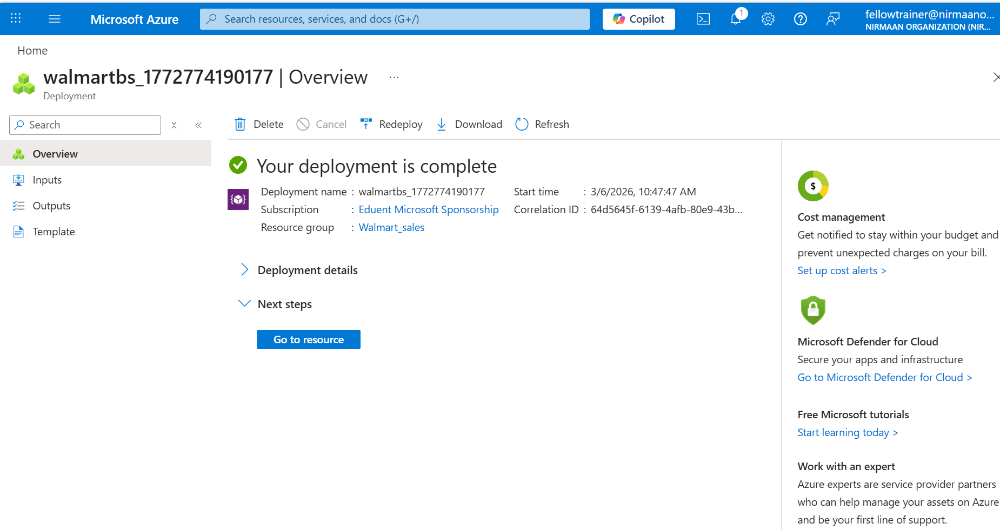 Microsoft Azure
Search resources, services, and docs (G+/)
Copilot
1
fellowtrainer@nirmaano...
NIRMAAN ORGANIZATION (NIR...
Home
walmartbs_1772774190177 | Overview
...
Deployment
Search
Delete
Cancel
Redeploy
Download
Refresh
Overview
Inputs
Outputs
Template
Your deployment is complete
Deployment name : walmartbs_1772774190177
Subscription : Eduent Microsoft Sponsorship
Resource group : Walmart_sales
Start time : 3/6/2026, 10:47:47 AM
Correlation ID : 64d5645f-6139-4afb-80e9-43b...
Deployment details
Next steps
Go to resource
$
Cost management
Get notified to stay within your budget and
prevent unexpected charges on your bill.
Set up cost alerts >
Microsoft Defender for Cloud
Secure your apps and infrastructure
Go to Microsoft Defender for Cloud >
Free Microsoft tutorials
Start learning today >
Work with an expert
Azure experts are service provider partners
who can help manage your assets on Azure
and be your first line of support.